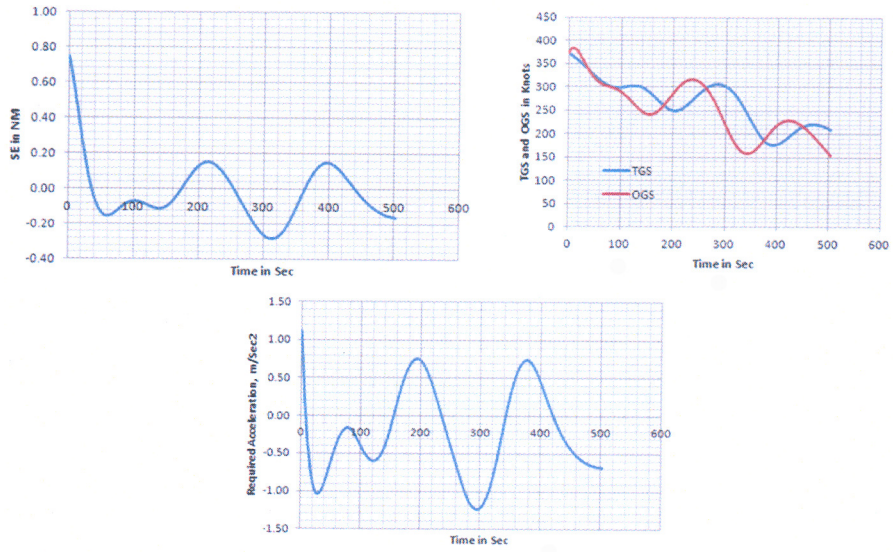 1.00
0.80
0.60
0.40
0.20
0.00
-0.20
-0.40
SE in NM
0 100 200 300 400 500 600
Time in Sec
450
400
350
300
250
200
150
100
50
0
TGS and OGS in Knots
TGS
OGS
0 100 200 300 400 500 600
Time in Sec
1.50
1.00
0.50
0.00
-0.50
-1.00
-1.50
Required Acceleration, m/Sec2
0 100 200 300 400 500 600
Time in Sec